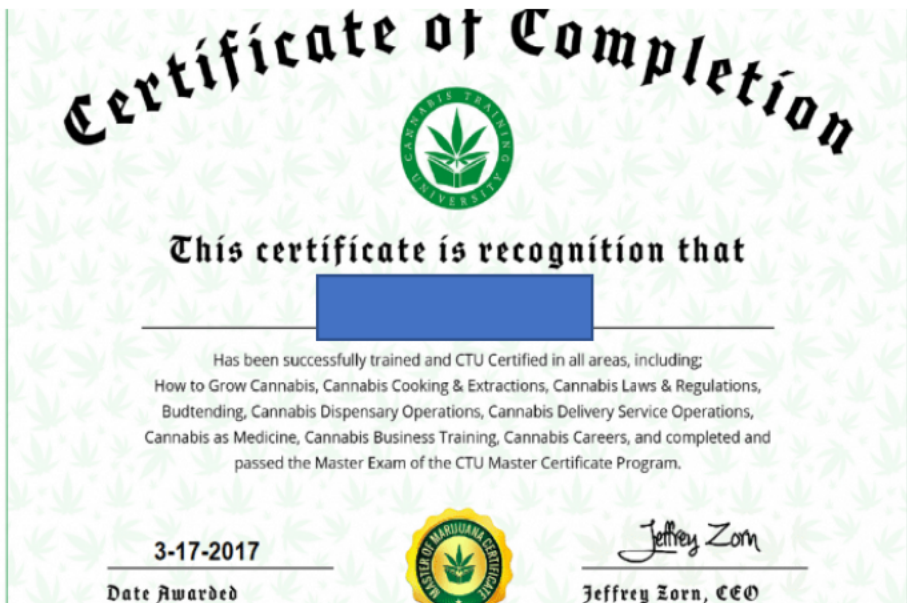 Certificate of Completion
CANNABIS TRAINING UNIVERSITY
This certificate is recognition that
Has been successfully trained and CTU Certified in all areas, including;
How to Grow Cannabis, Cannabis Cooking & Extractions, Cannabis Laws & Regulations,
Budtending, Cannabis Dispensary Operations, Cannabis Delivery Service Operations,
Cannabis as Medicine, Cannabis Business Training, Cannabis Careers, and completed and
passed the Master Exam of the CTU Master Certificate Program.
3-17-2017
MASTER OF MARIJUANA CERTIFICATE
Jeffrey Zorn
Date Awarded
Jeffrey Zorn, CEO